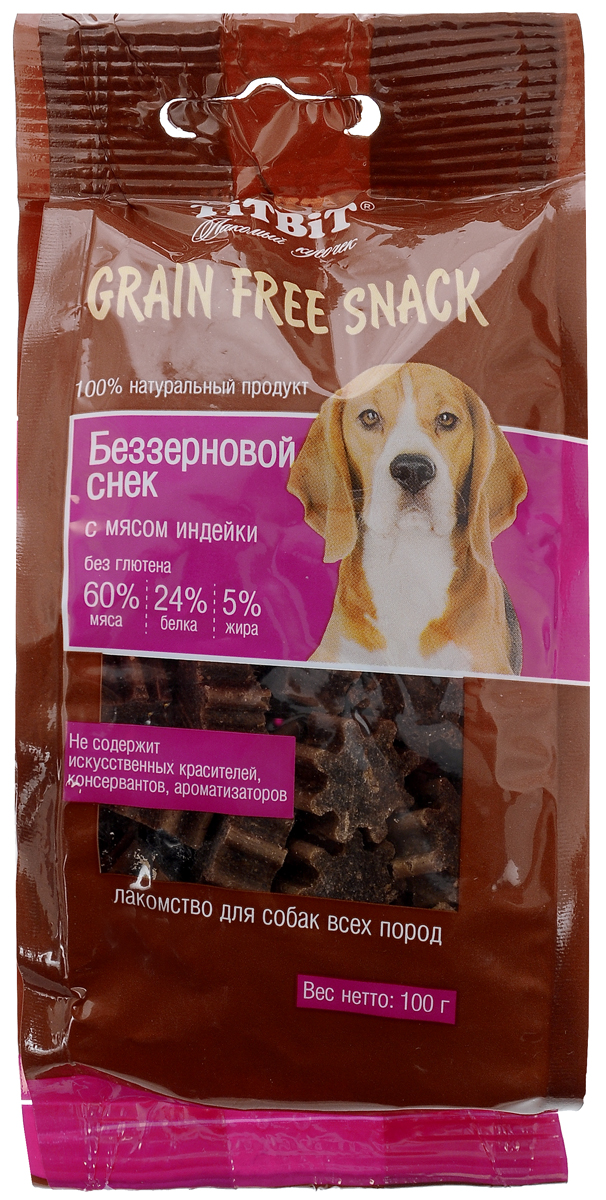 TiTBiT®
Лакомый кусочек
GRAIN FREE SNACK
100% натуральный продукт
Беззерновой
снек
с мясом индейки
без глютена
60% 24% 5%
мяса белка жира
Не содержит
искусственных красителей,
консервантов, ароматизаторов
лакомство для собак всех пород
Вес нетто: 100 г